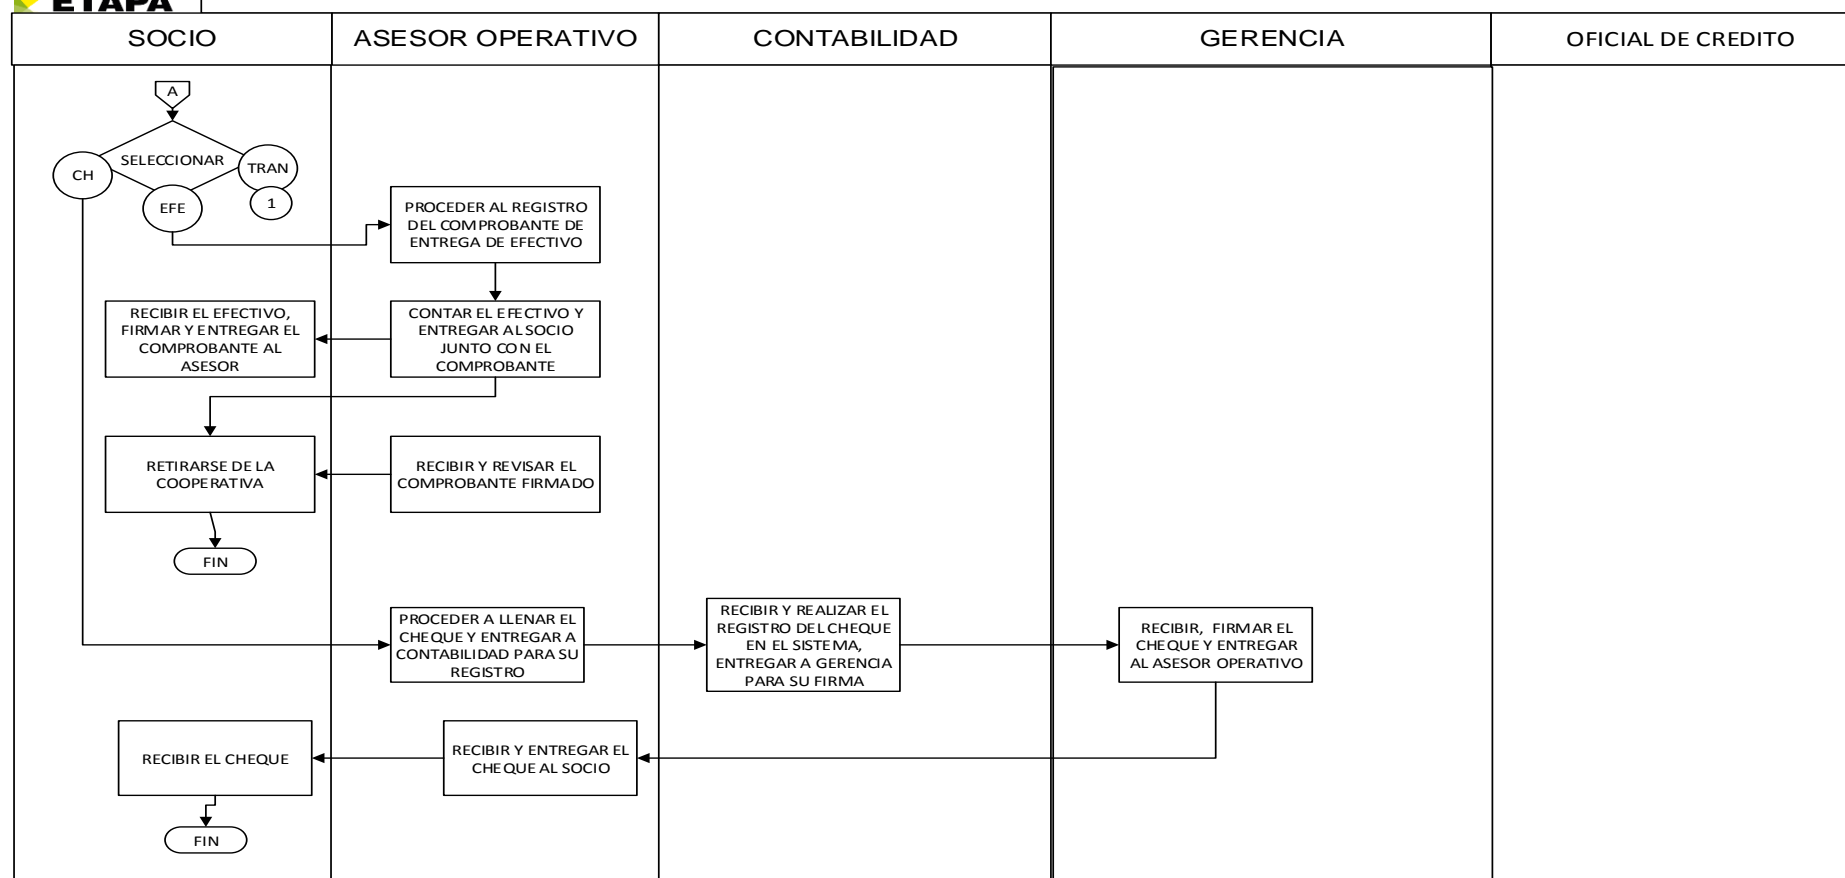 ETAPA
SOCIO
ASESOR OPERATIVO
CONTABILIDAD
GERENCIA
OFICIAL DE CREDITO
A
SELECCIONAR
CH
TRAN
EFE
1
PROCEDER AL REGISTRO
DEL COMPROBANTE DE
ENTREGA DE EFECTIVO
RECIBIR EL EFECTIVO,
FIRMAR Y ENTREGAR EL
COMPROBANTE AL
ASESOR
CONTAR EL EFECTIVO Y
ENTREGAR AL SOCIO
JUNTO CON EL
COMPROBANTE
RETIRARSE DE LA
COOPERATIVA
RECIBIR Y REVISAR EL
COMPROBANTE FIRMADO
FIN
PROCEDER A LLENAR EL
CHEQUE Y ENTREGAR A
CONTABILIDAD PARA SU
REGISTRO
RECIBIR Y REALIZAR EL
REGISTRO DEL CHEQUE
EN EL SISTEMA,
ENTREGAR A GERENCIA
PARA SU FIRMA
RECIBIR, FIRMAR EL
CHEQUE Y ENTREGAR
AL ASESOR OPERATIVO
RECIBIR EL CHEQUE
RECIBIR Y ENTREGAR EL
CHEQUE AL SOCIO
FIN